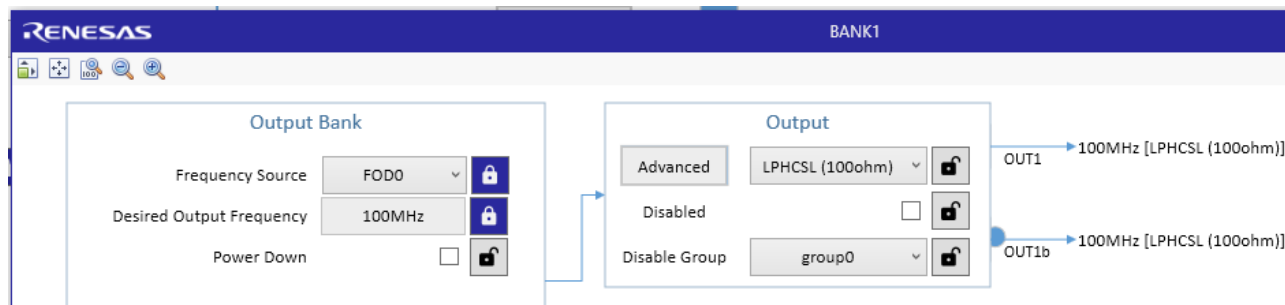 RENESAS
BANK1
100
Output Bank
Frequency Source
FOD0
Desired Output Frequency
100MHz
Power Down
Output
Advanced
LPHCSL (100ohm)
Disabled
Disable Group
group0
OUT1
100MHz [LPHCSL (100ohm)]
OUT1b
100MHz [LPHCSL (100ohm)]